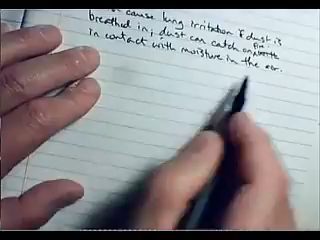 cause lung irritation if dust is
breathed in; dust can catch on fire
in contact with moisture in the air.